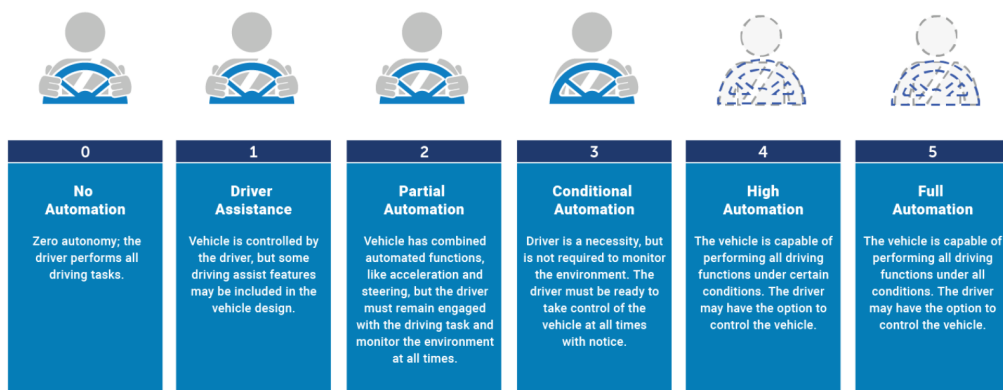 0
No
Automation
Zero autonomy; the
driver performs all
driving tasks.
1
Driver
Assistance
Vehicle is controlled by
the driver, but some
driving assist features
may be included in the
vehicle design.
2
Partial
Automation
Vehicle has combined
automated functions,
like acceleration and
steering, but the driver
must remain engaged
with the driving task and
monitor the environment
at all times.
3
Conditional
Automation
Driver is a necessity, but
is not required to monitor
the environment. The
driver must be ready to
take control of the
vehicle at all times
with notice.
4
High
Automation
The vehicle is capable of
performing all driving
functions under certain
conditions. The driver
may have the option to
control the vehicle.
5
Full
Automation
The vehicle is capable of
performing all driving
functions under all
conditions. The driver
may have the option to
control the vehicle.